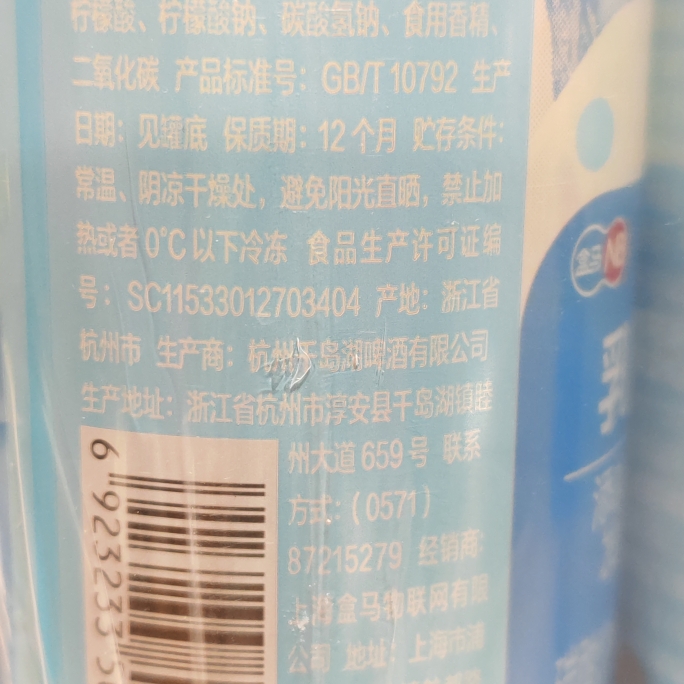 柠檬酸、柠檬酸钠、碳酸氢钠、食用香精、
二氧化碳 产品标准号：GB/T 10792 生产
日期：见罐底 保质期：12个月 贮存条件：
常温、阴凉干燥处，避免阳光直晒，禁止加
热或者0°C以下冷冻 食品生产许可证编
号：SC11533012703404 产地：浙江省
杭州市 生产商：杭州千岛湖啤酒有限公司
生产地址：浙江省杭州市淳安县千岛湖镇睦
州大道659号 联系
方式：(0571)
87215279 经销商：
上海盒马物联网有限
公司 地址：上海市浦
6 923233